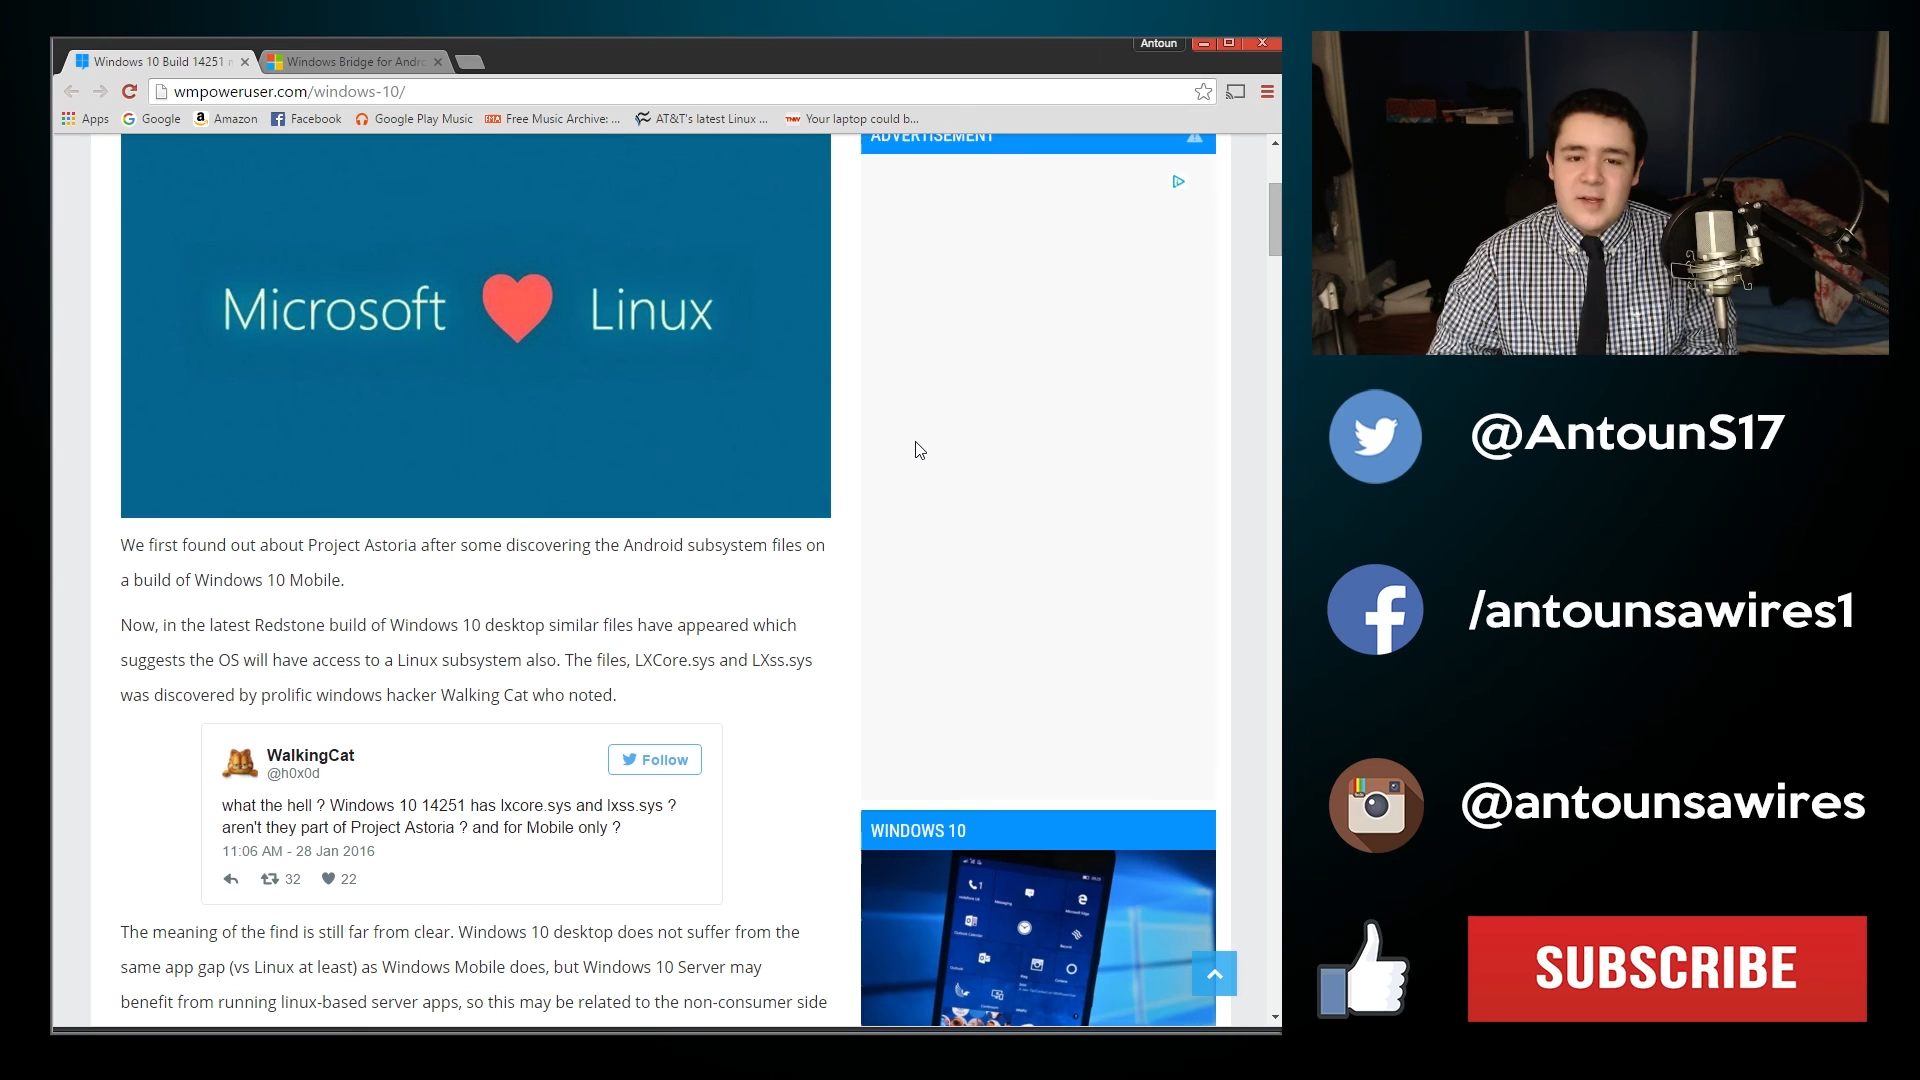 Antoun
Windows 10 Build 14251
Windows Bridge for Andro
wmpoweruser.com/windows-10/
Apps
Google
Amazon
Facebook
Google Play Music
Free Music Archive: ...
AT&T's latest Linux ...
TNW
Your laptop could b...
ADVERTISEMENT
Microsoft
Linux
We first found out about Project Astoria after some discovering the Android subsystem files on
a build of Windows 10 Mobile.
Now, in the latest Redstone build of Windows 10 desktop similar files have appeared which
suggests the OS will have access to a Linux subsystem also. The files, LXCore.sys and LXss.sys
was discovered by prolific windows hacker Walking Cat who noted.
WalkingCat
@h0x0d
Follow
what the hell ? Windows 10 14251 has lxcore.sys and lxss.sys ?
aren't they part of Project Astoria ? and for Mobile only ?
11:06 AM - 28 Jan 2016
32
22
The meaning of the find is still far from clear. Windows 10 desktop does not suffer from the
same app gap (vs Linux at least) as Windows Mobile does, but Windows 10 Server may
benefit from running linux-based server apps, so this may be related to the non-consumer side
WINDOWS 10
@AntounS17
/antounsawires1
@antounsawires
SUBSCRIBE